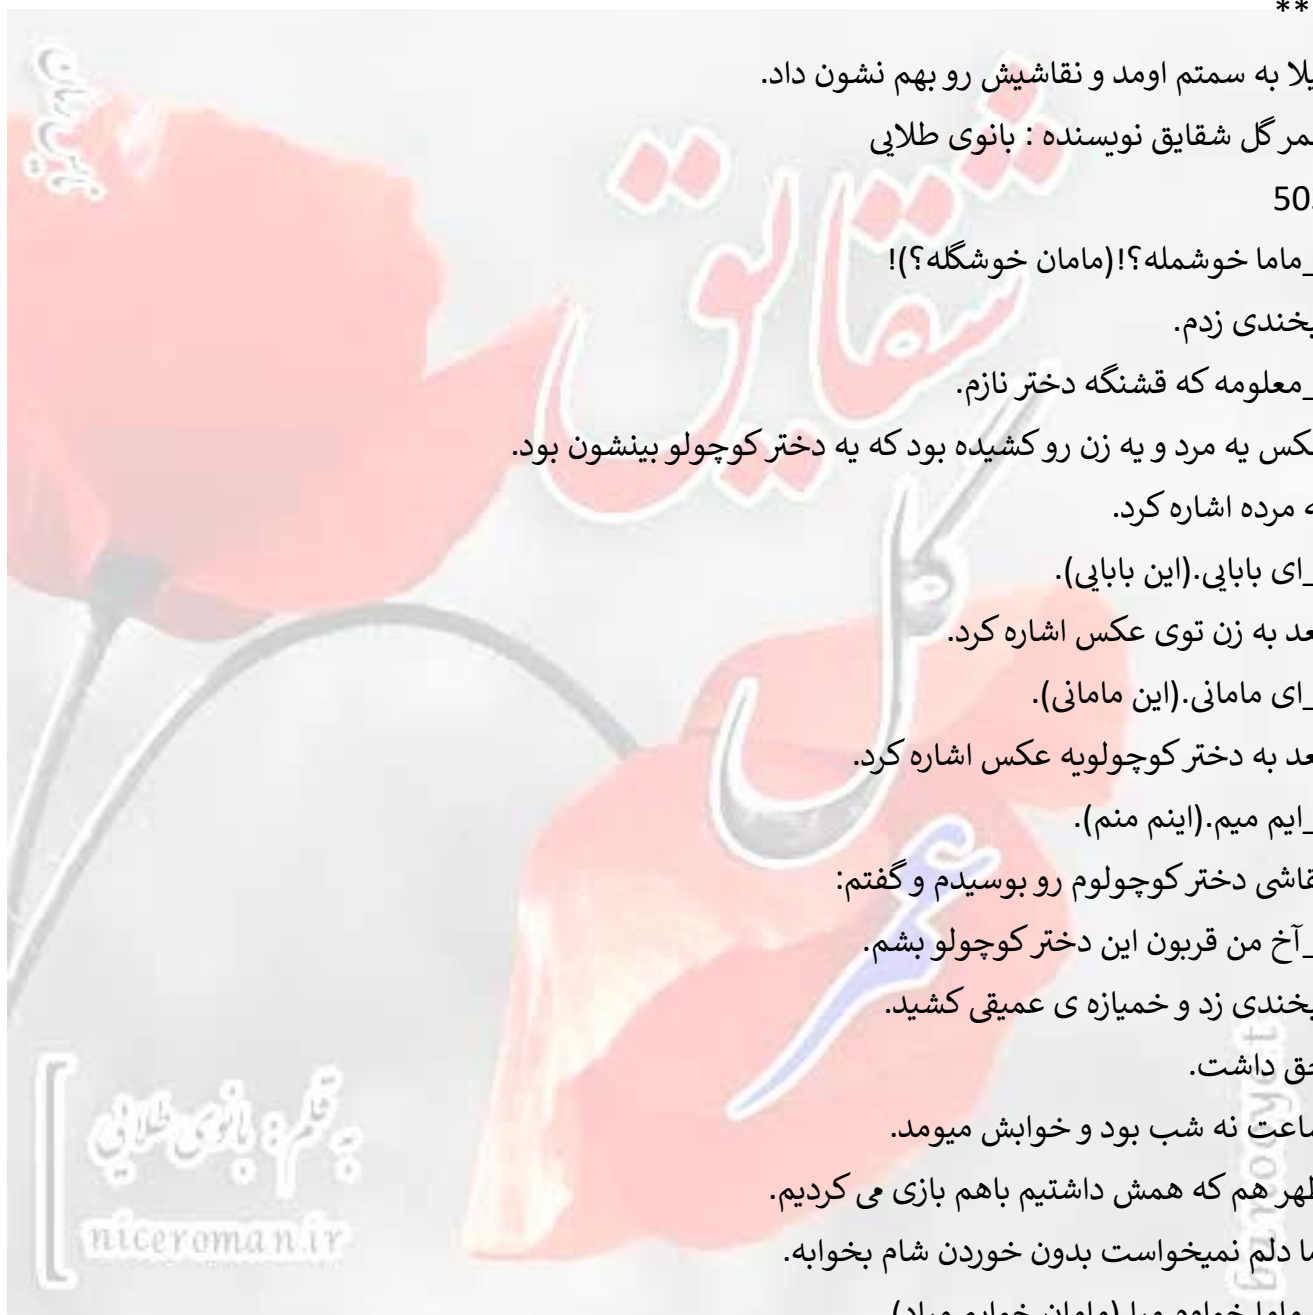 **
یلا به سمتم اومد و نقاشیش رو بهم نشون داد.
مر گل شقایق نویسنده : بانوی طلایی
50
_ماما خوشمله؟!(مامان خوشگله؟)!
بخندی زدم.
_معلومه که قشنگه دختر نازم.
کس یه مرد و یه زن رو کشیده بود که یه دختر کوچولو بینشون بود.
ه مرده اشاره کرد.
_ای بابایی.(این بابایی).
عد به زن توی عکس اشاره کرد.
_ای مامانی.(این مامانی).
عد به دختر کوچولویه عکس اشاره کرد.
_ایم میم.(اینم منم).
قاشی دختر کوچولوم رو بوسیدم و گفتم:
_آخ من قربون این دختر کوچولو بشم.
بخندی زد و خمیازه ی عمیقی کشید.
حق داشت.
ساعت نه شب بود و خوابش میومد.
ظهر هم که همش داشتیم باهم بازی می کردیم.
ما دلم نمیخواست بدون خوردن شام بخوابه.
شقایق
گل
عمر
به قلم : بانوی طلایی
niceroman.ir